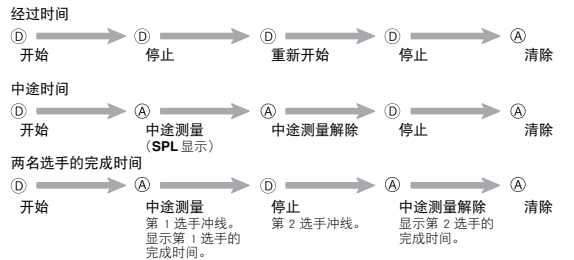 经过时间
Ⓓ Ⓓ Ⓓ Ⓓ Ⓐ
开始 停止 重新开始 停止 清除
中途时间
Ⓓ Ⓐ Ⓐ Ⓓ Ⓐ
开始 中途测量 中途测量解除 停止 清除
（SPL 显示）
两名选手的完成时间
Ⓓ Ⓐ Ⓓ Ⓐ Ⓐ
开始 中途测量 停止 中途测量解除 清除
第 1 选手冲线。 第 2 选手冲线。 显示第 2 选手的
显示第 1 选手的 完成时间。
完成时间。